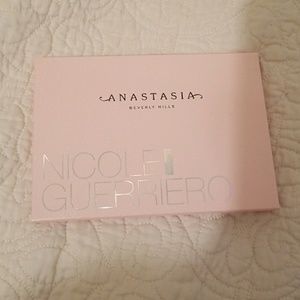 ANASTASIA
BEVERLY HILLS
NICOLE
GUERRIERO